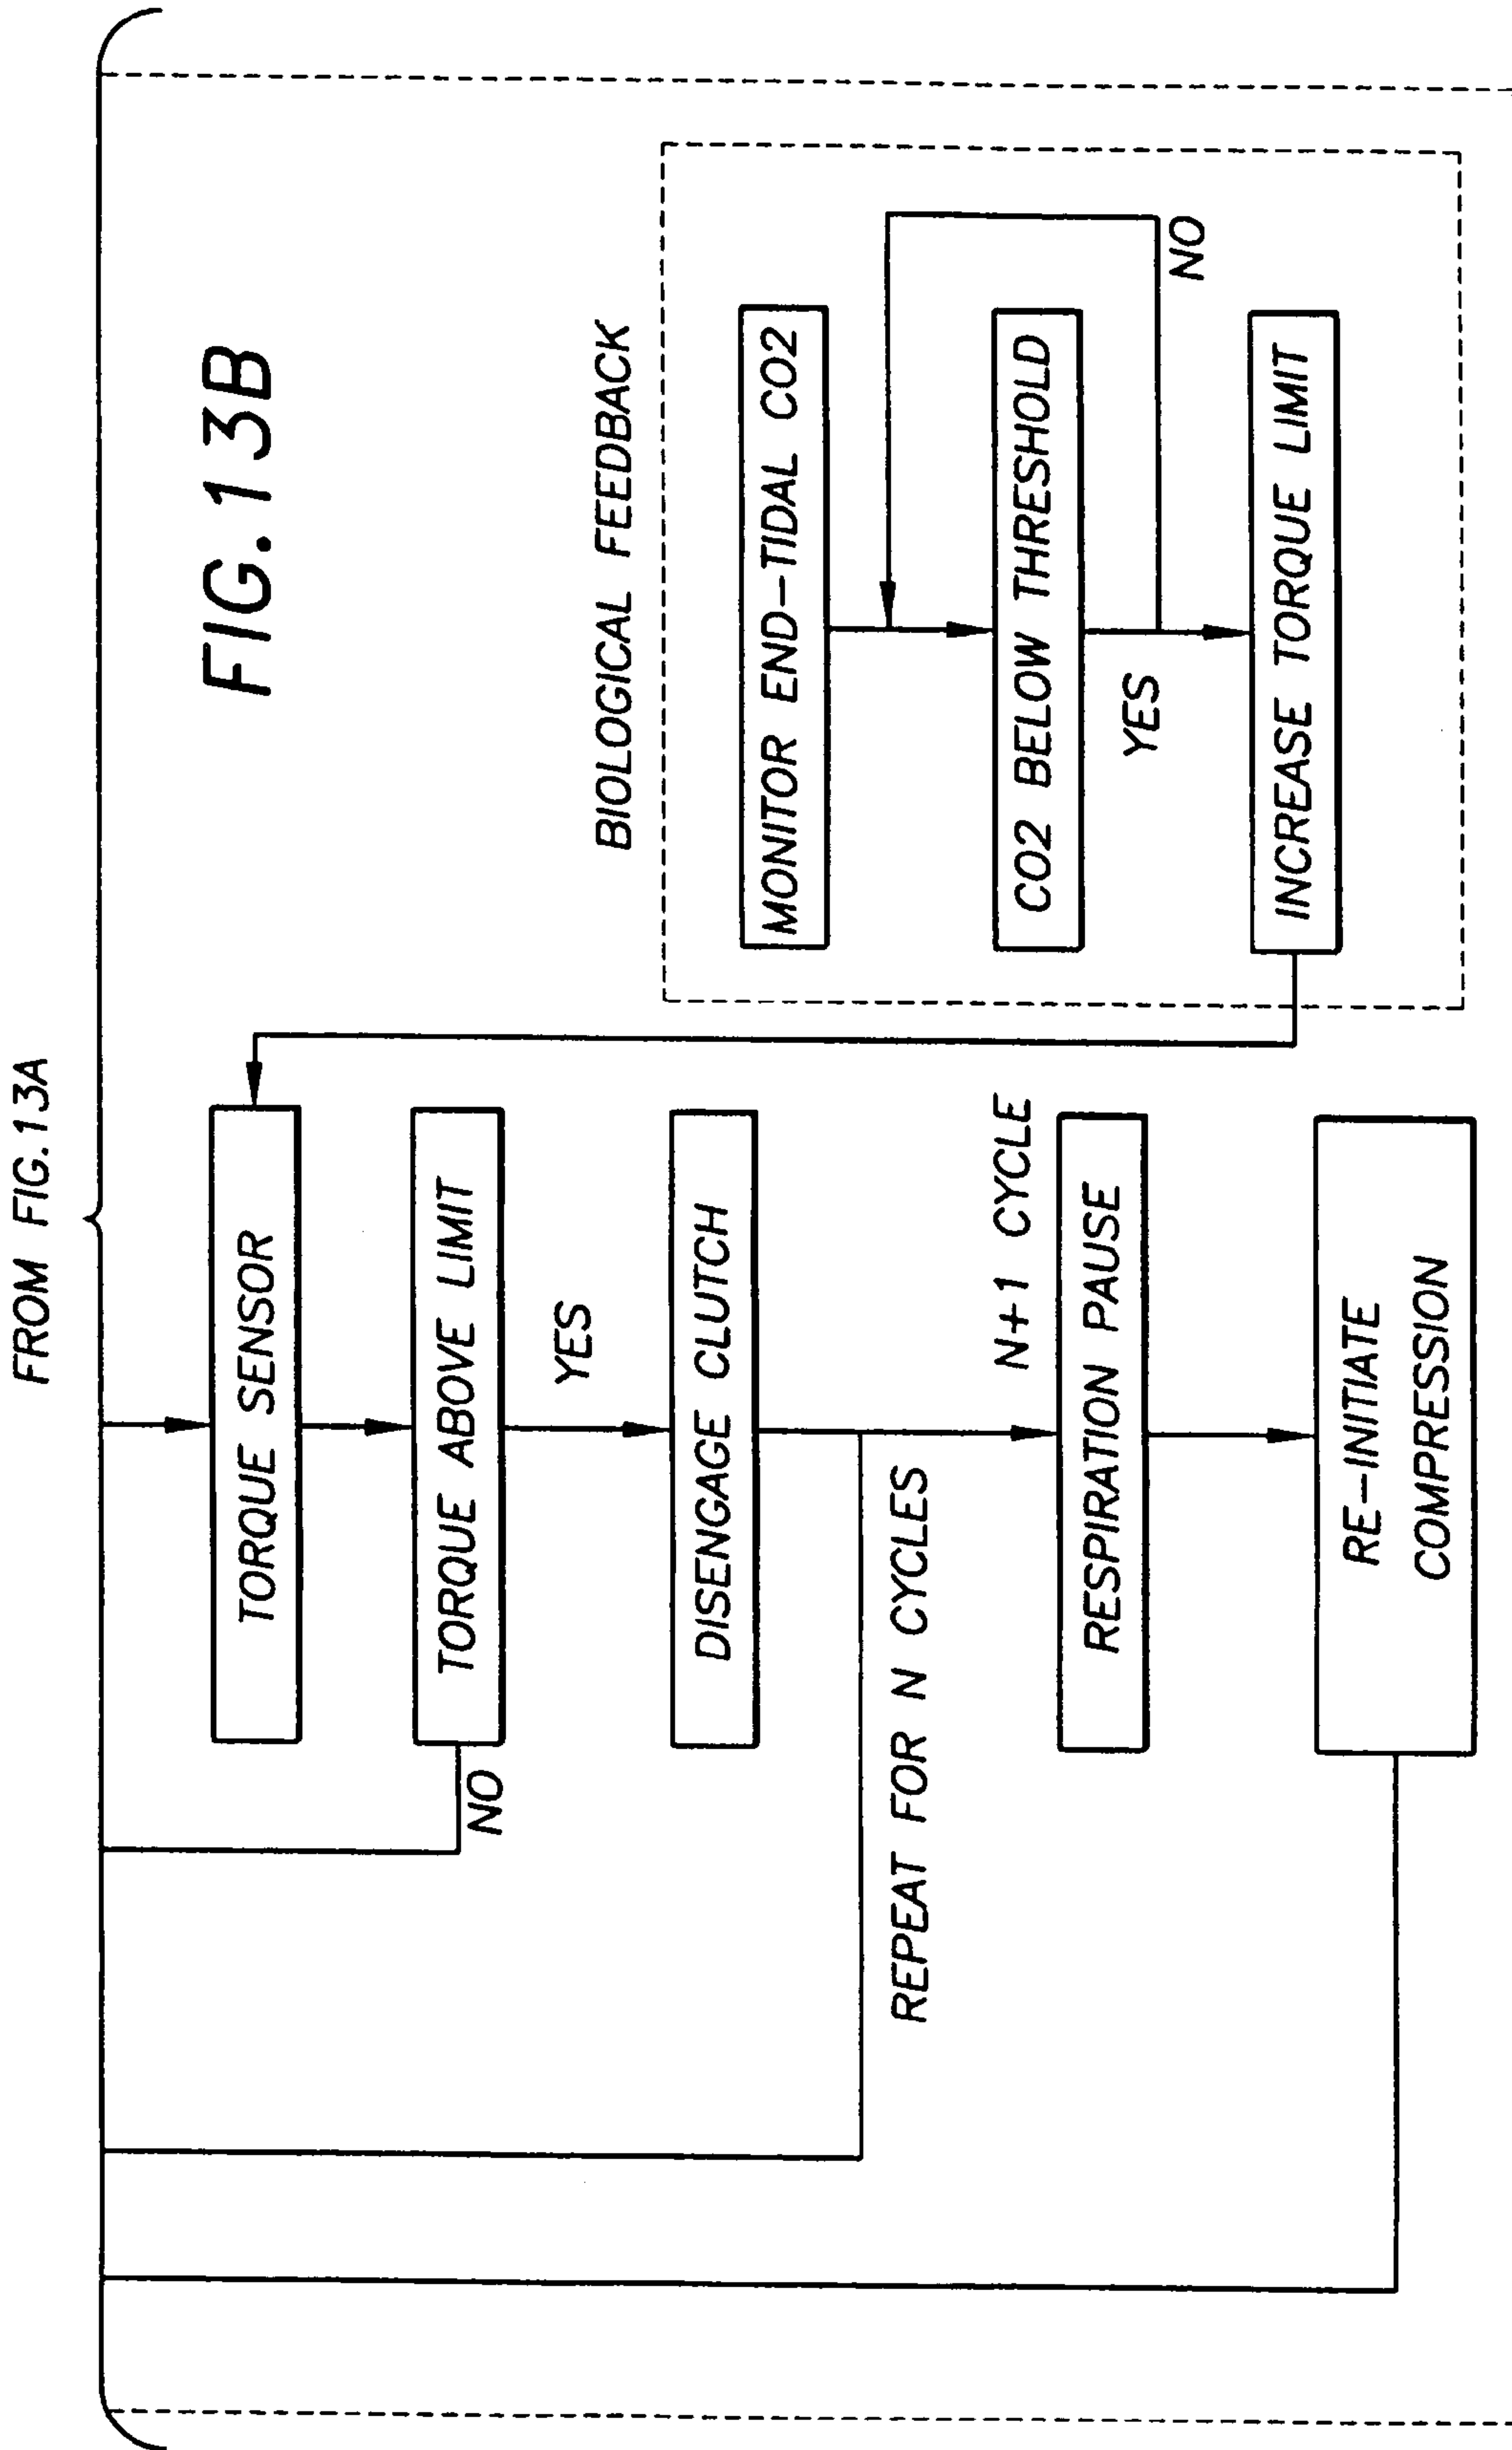 FROM FIG.13A
FIG.13B
TORQUE SENSOR
TORQUE ABOVE LIMIT
NO
YES
DISENGAGE CLUTCH
REPEAT FOR N CYCLES
N+1 CYCLE
RESPIRATION PAUSE
RE-INITIATE
COMPRESSION
BIOLOGICAL FEEDBACK
MONITOR END-TIDAL CO2
CO2 BELOW THRESHOLD
YES
NO
INCREASE TORQUE LIMIT